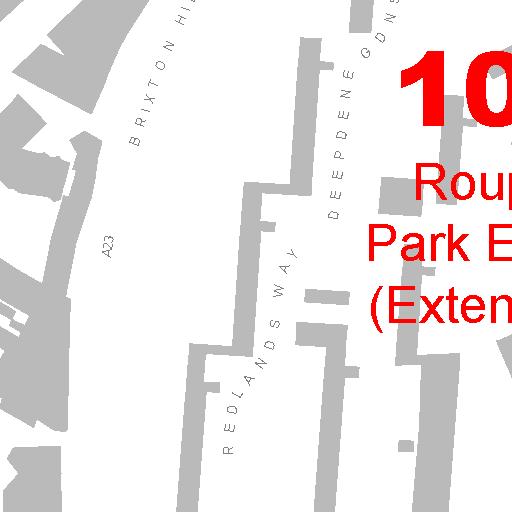 BRIXTON HI
DEEPDENE GDNS
10
Roup
Park E
(Exten
A23
REDLANDS WAY